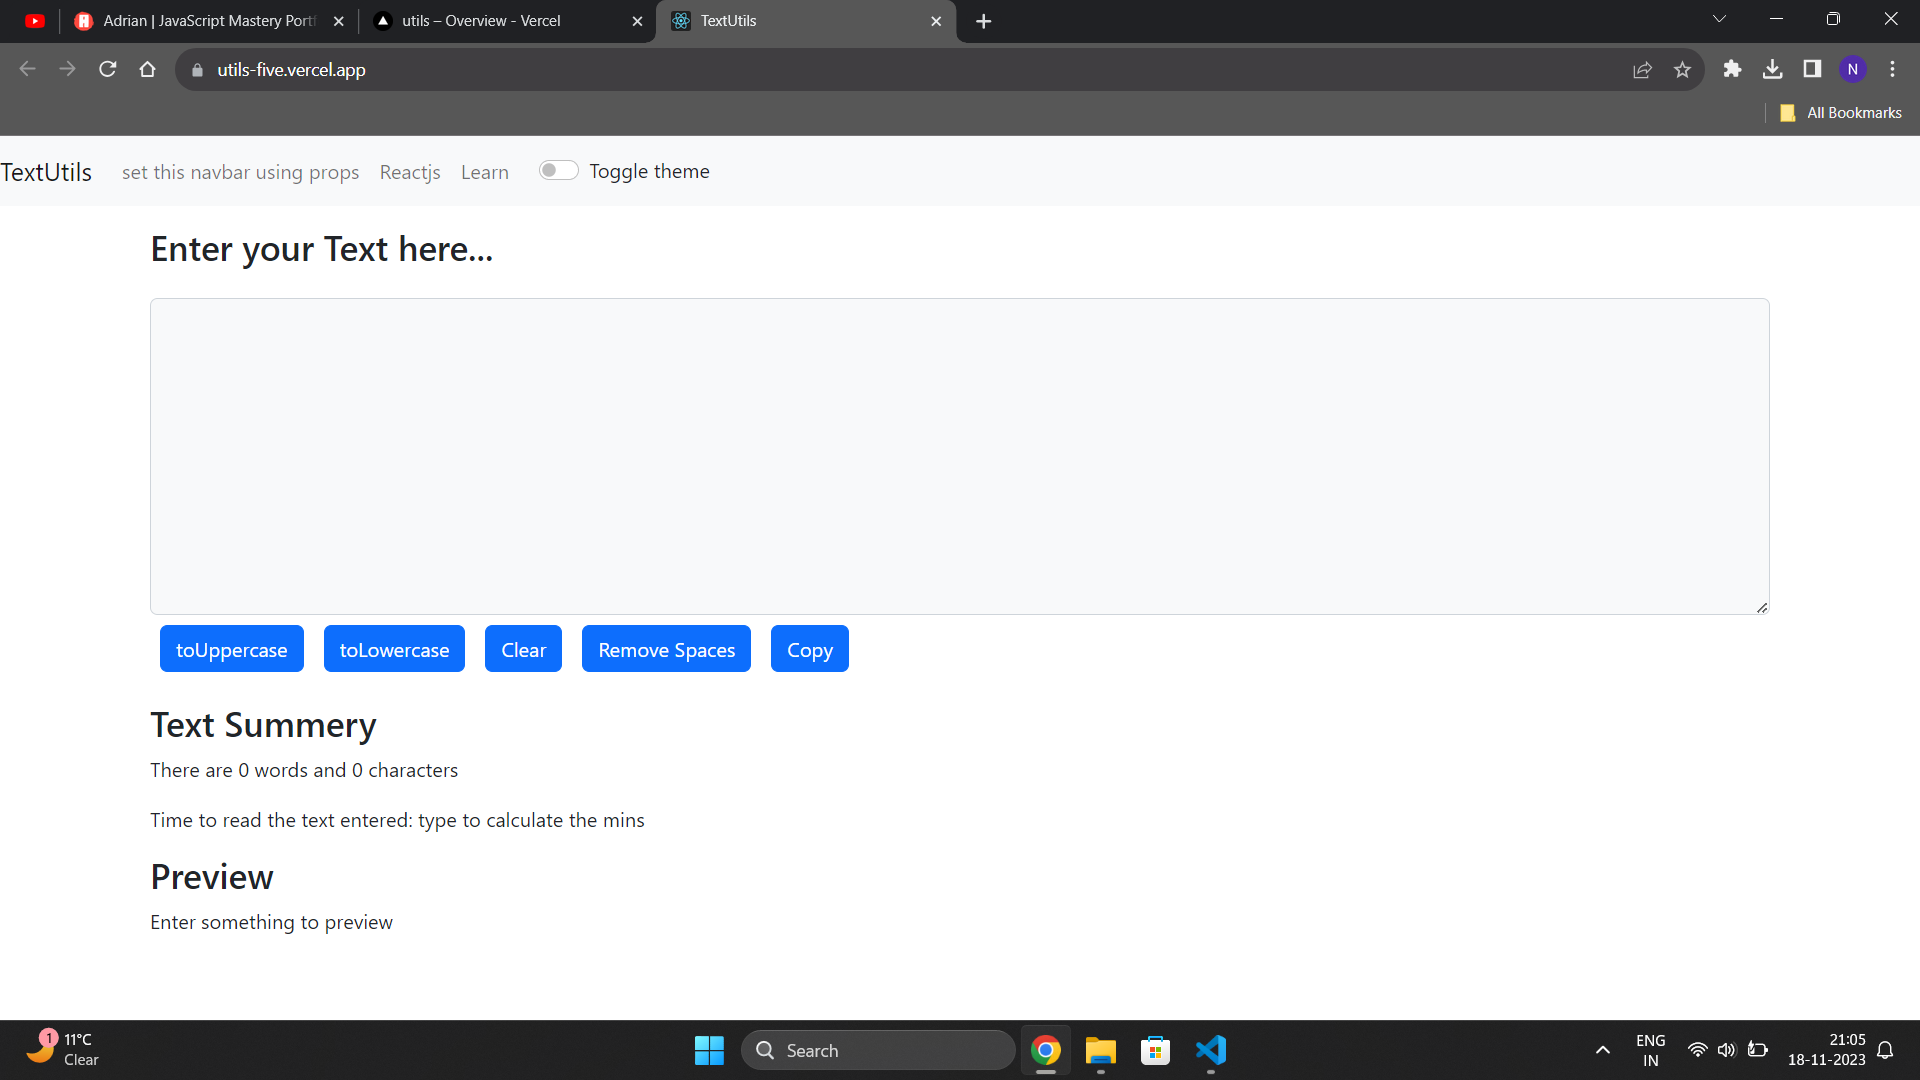 Adrian | JavaScript Mastery Portf
utils – Overview - Vercel
TextUtils
utils-five.vercel.app
N
All Bookmarks
TextUtils set this navbar using props Reactjs Learn Toggle theme
Enter your Text here...
toUppercase toLowercase Clear Remove Spaces Copy
Text Summery
There are 0 words and 0 characters
Time to read the text entered: type to calculate the mins
Preview
Enter something to preview
1
11°C
Clear
Search
ENG
IN
21:05
18-11-2023